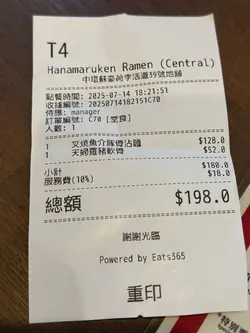 T4
Hanamaruken Ramen (Central)
中環蘇豪荷李活道39號地舖
點餐時間: 2025-07-14 18:21:51
收據編號: 20250714182151C70
侍應: manager
訂單編號: C70 [堂食]
人數: 1
1 叉燒魚介豚骨沾麵 $128.0
1 天婦羅豬軟骨 $52.0
小計 $180.0
服務費(10%) $18.0
總額 $198.0
謝謝光臨
Powered by Eats365
重印